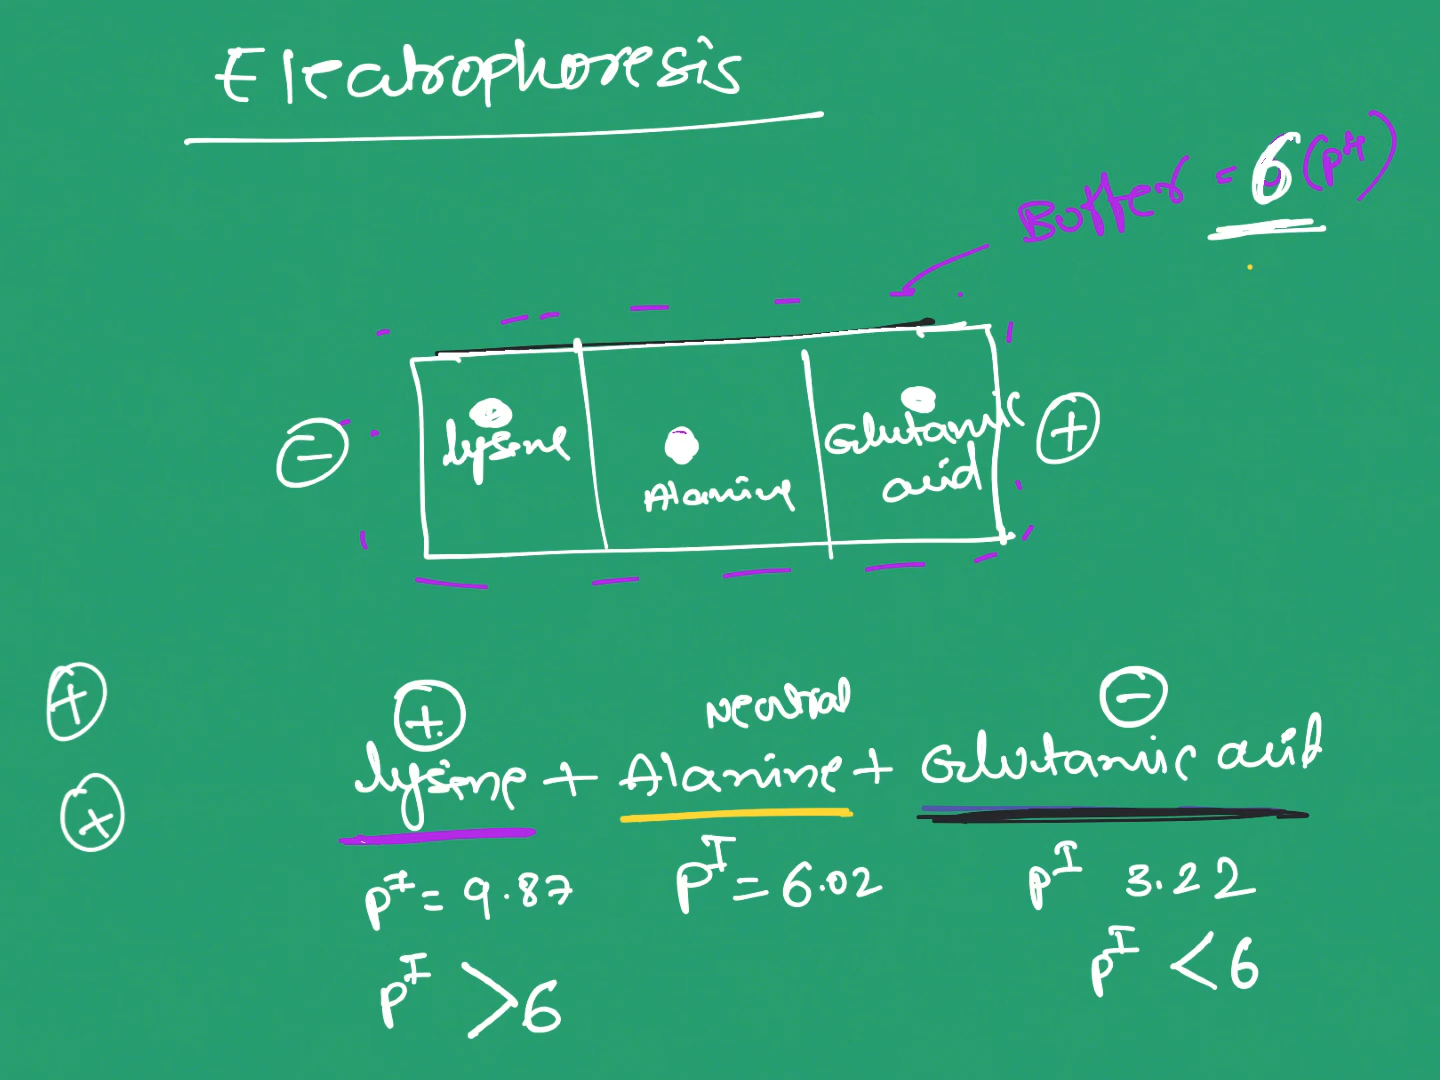 Electrophoresis
Buffer = 6 (pH)
lysine
Glutamic
acid
Alanine
- +
+ + Neutral -
lysine + Alanine + Glutamic acid
+
pI = 9.87 pI = 6.02 pI 3.22
pI > 6 pI < 6